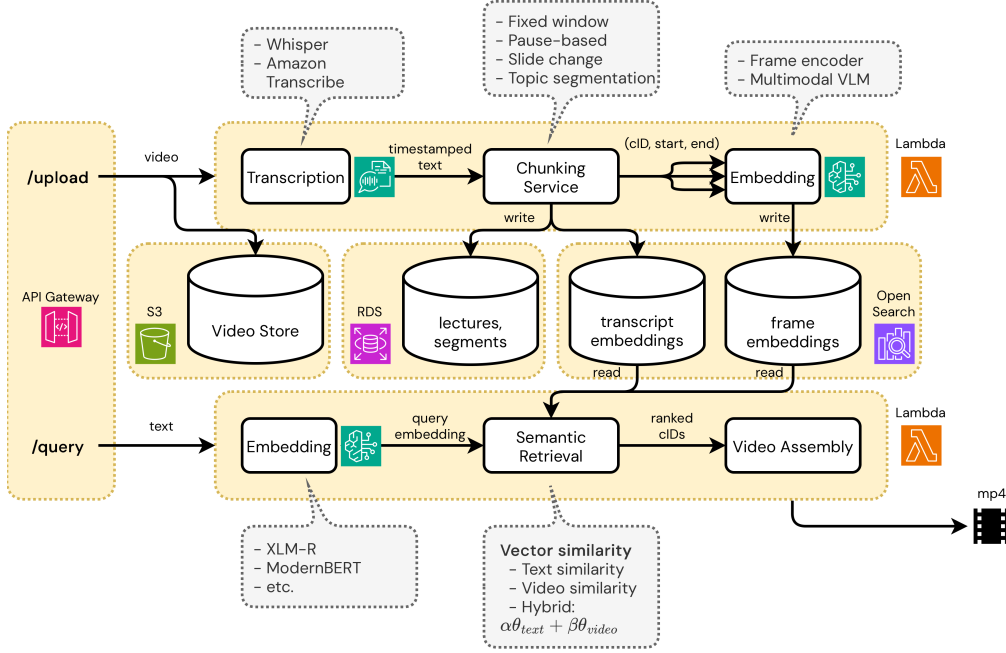 - Whisper
- Amazon
Transcribe
- Fixed window
- Pause-based
- Slide change
- Topic segmentation
- Frame encoder
- Multimodal VLM
/upload
video
Transcription
timestamped
text
Chunking
Service
(cID, start, end)
Embedding
Lambda
write
write
API Gateway
S3
Video Store
RDS
lectures,
segments
transcript
embeddings
frame
embeddings
Open
Search
read
read
/query
text
Embedding
query
embedding
Semantic
Retrieval
ranked
cIDs
Video Assembly
Lambda
mp4
- XLM-R
- ModernBERT
- etc.
Vector similarity
- Text similarity
- Video similarity
- Hybrid:
αθ_text + βθ_video